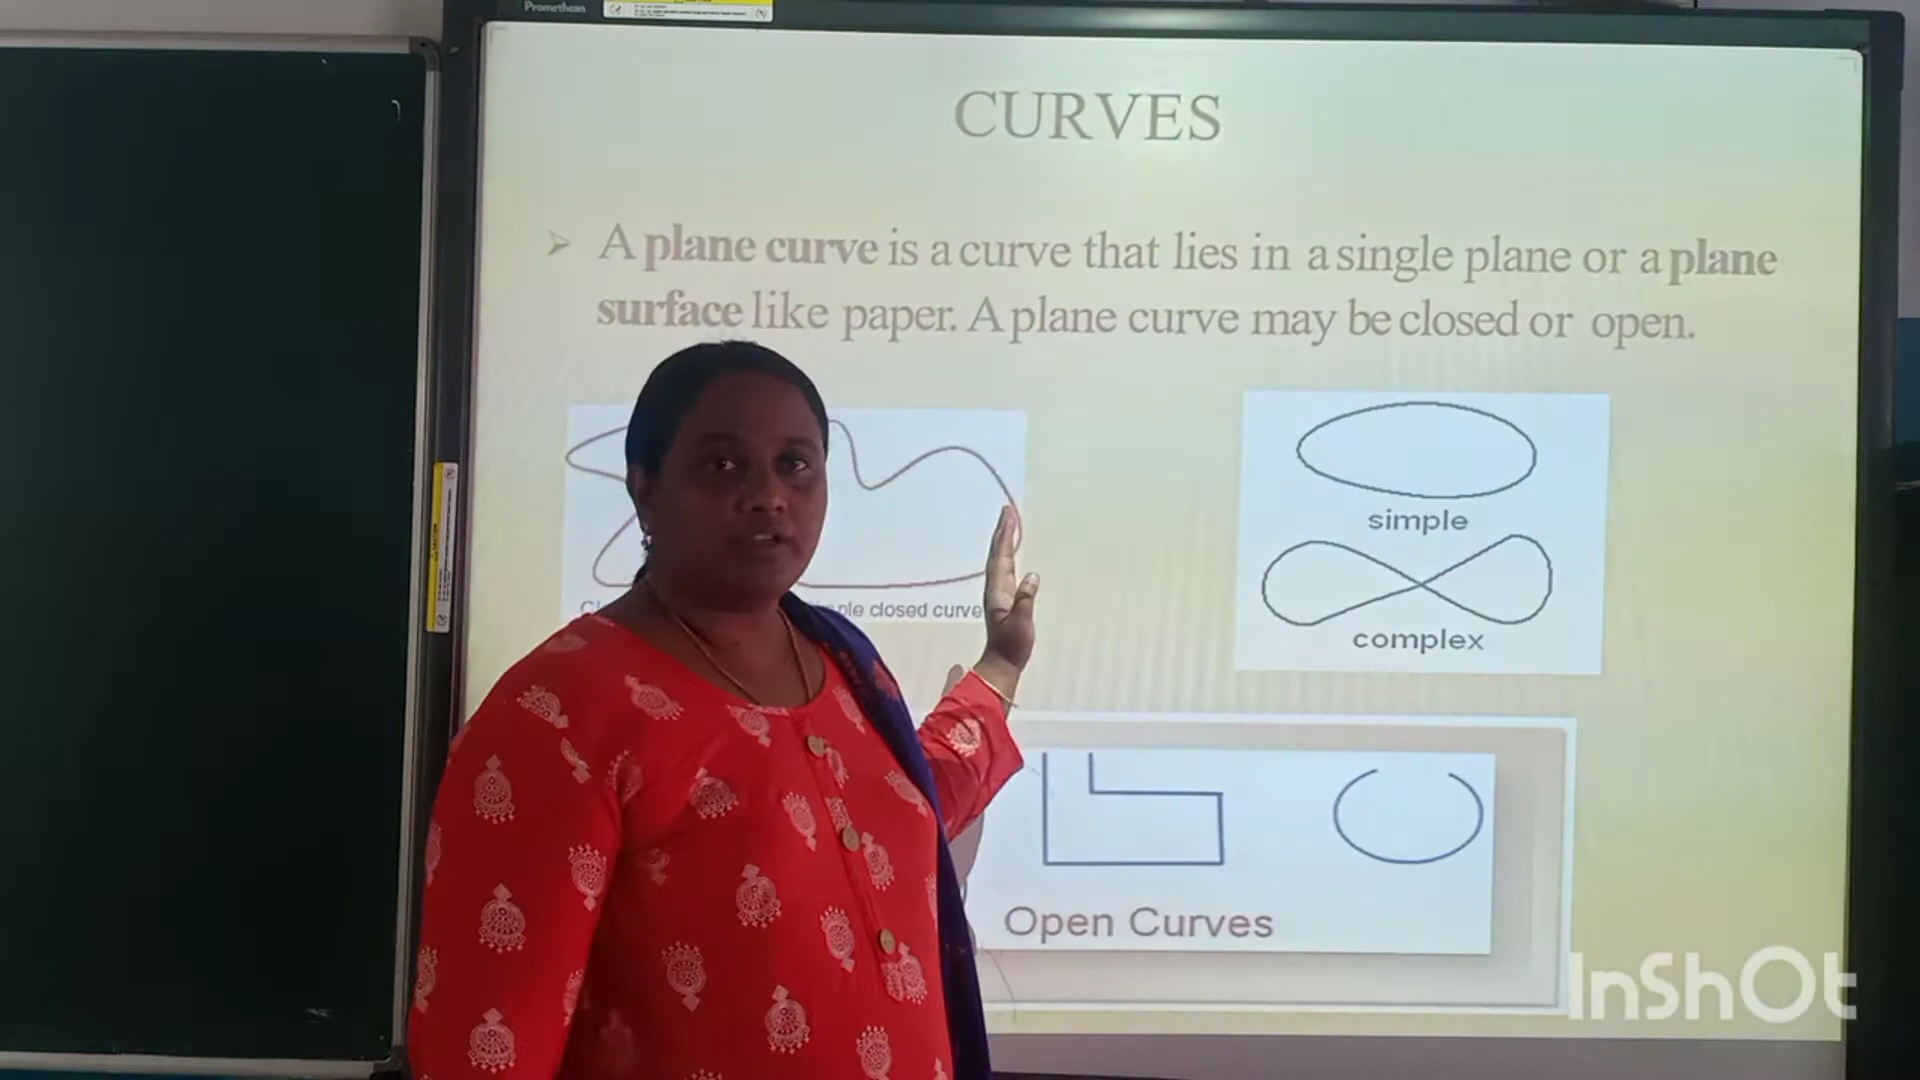 Promethean
CURVES
➢ A plane curve is a curve that lies in a single plane or a plane
surface like paper. A plane curve may be closed or open.
simple
closed curve
complex
Open Curves
InShOt